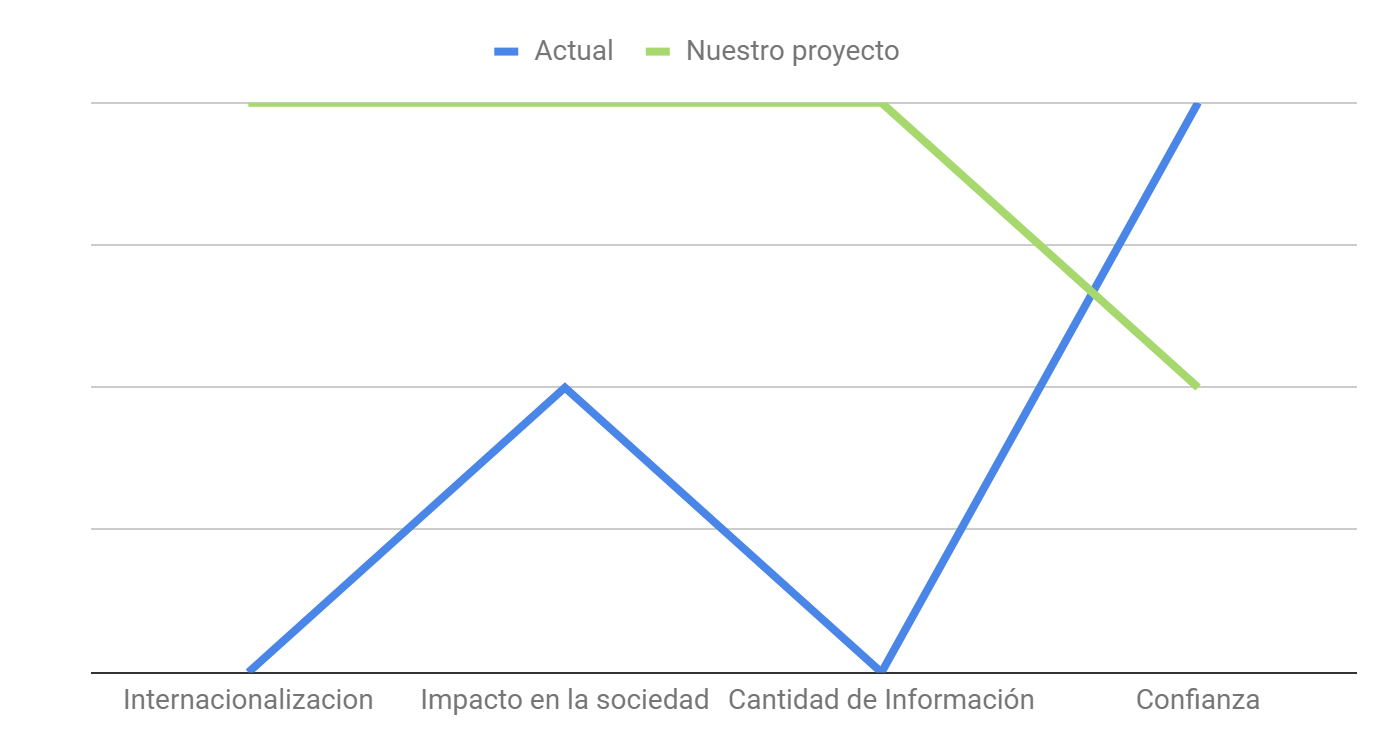 Actual Nuestro proyecto
Internacionalizacion Impacto en la sociedad Cantidad de Información Confianza